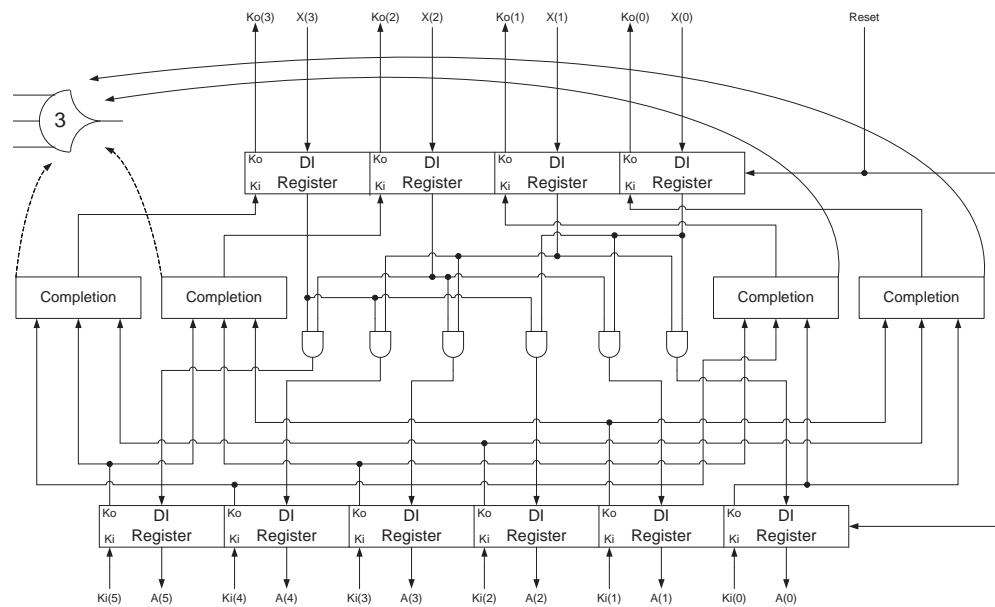 Ko(3) X(3) Ko(2) X(2) Ko(1) X(1) Ko(0) X(0) Reset
3
Ko DI Ko DI Ko DI Ko DI
Register Register Register Register
Ki Ki Ki Ki
Completion Completion Completion Completion
Ko DI Ko DI Ko DI Ko DI Ko DI Ko DI
Ki Register Ki Register Ki Register Ki Register Ki Register Ki Register
Ki(5) A(5) Ki(4) A(4) Ki(3) A(3) Ki(2) A(2) Ki(1) A(1) Ki(0) A(0)